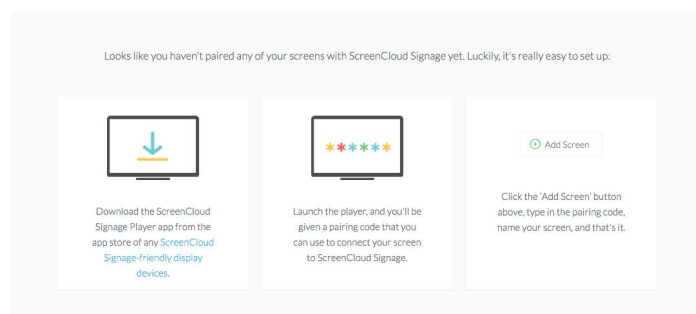 Looks like you haven't paired any of your screens with ScreenCloud Signage yet. Luckily, it's really easy to set up:
Download the ScreenCloud
Signage Player app from the
app store of any ScreenCloud
Signage-friendly display
devices.
******
Launch the player, and you'll be
given a pairing code that you
can use to connect your screen
to ScreenCloud Signage.
Add Screen
Click the 'Add Screen' button
above, type in the pairing code,
name your screen, and that's it.